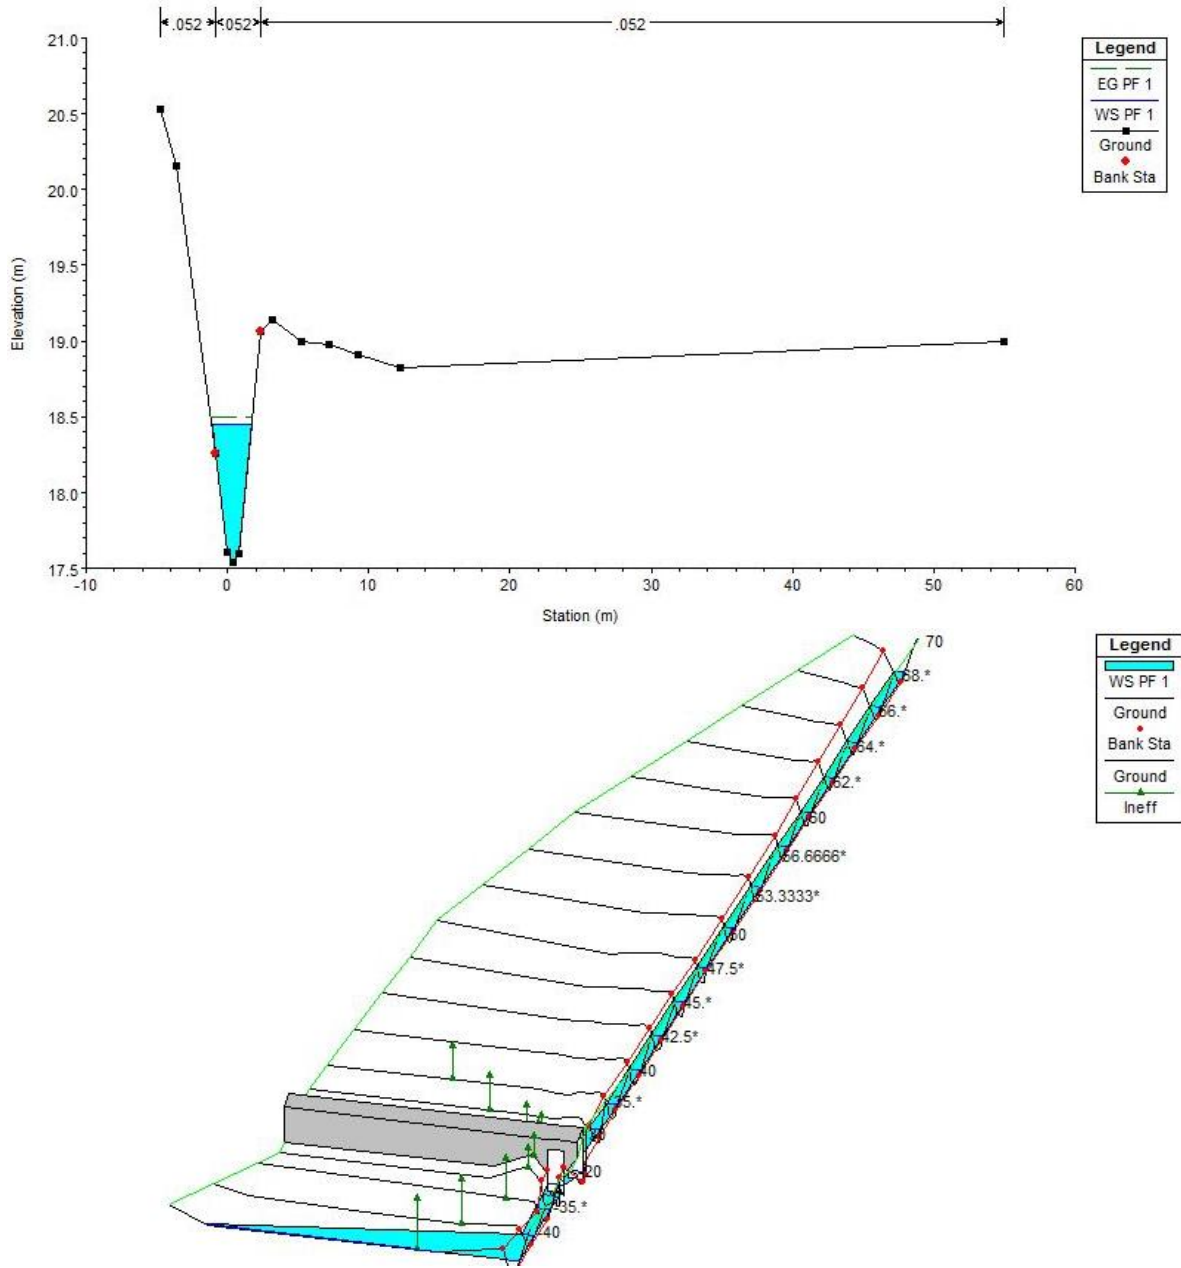 .052 .052 .052
21.0
20.5
20.0
19.5
19.0
18.5
18.0
17.5
-10 0 10 20 30 40 50 60
Elevation (m)
Station (m)
Legend
EG PF 1
WS PF 1
Ground
Bank Sta
Legend
WS PF 1
Ground
Bank Sta
Ground
Ineff
70
68.*
66.*
64.*
62.*
60
56.6666*
53.3333*
50
47.5*
45.*
42.5*
40
35.*
20
-35.*
-40